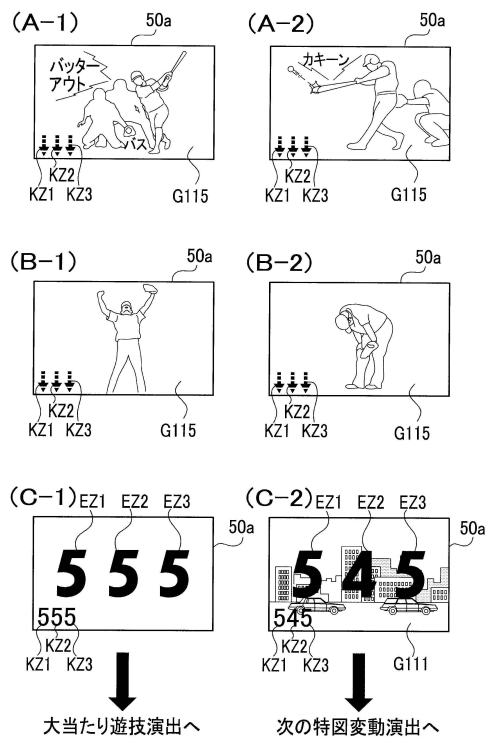 (A-1)
50a
バッター
アウト
バス
KZ1
KZ2
KZ3
G115
(A-2)
50a
カキーン
KZ1
KZ2
KZ3
G115
(B-1)
50a
KZ1
KZ2
KZ3
G115
(B-2)
50a
KZ1
KZ2
KZ3
G115
(C-1)
EZ1
EZ2
EZ3
50a
5 5 5
555
KZ1
KZ2
KZ3
大当たり遊技演出へ
(C-2)
EZ1
EZ2
EZ3
50a
5 4 5
545
KZ1
KZ2
KZ3
G111
次の特図変動演出へ